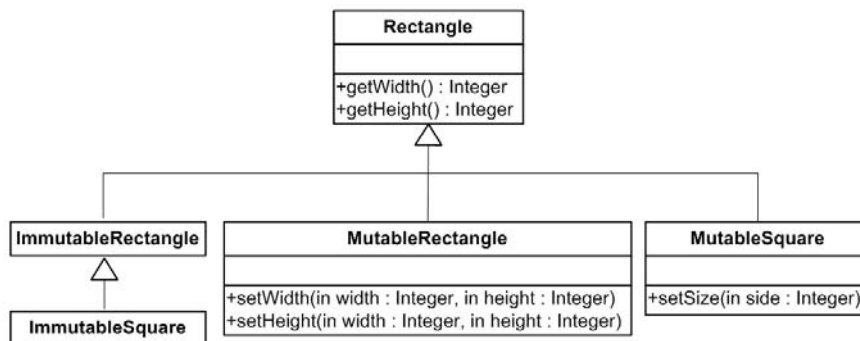 Rectangle
+getWidth() : Integer
+getHeight() : Integer
ImmutableRectangle
MutableRectangle
MutableSquare
+setWidth(in width : Integer, in height : Integer)
+setHeight(in width : Integer, in height : Integer)
+setSize(in side : Integer)
ImmutableSquare